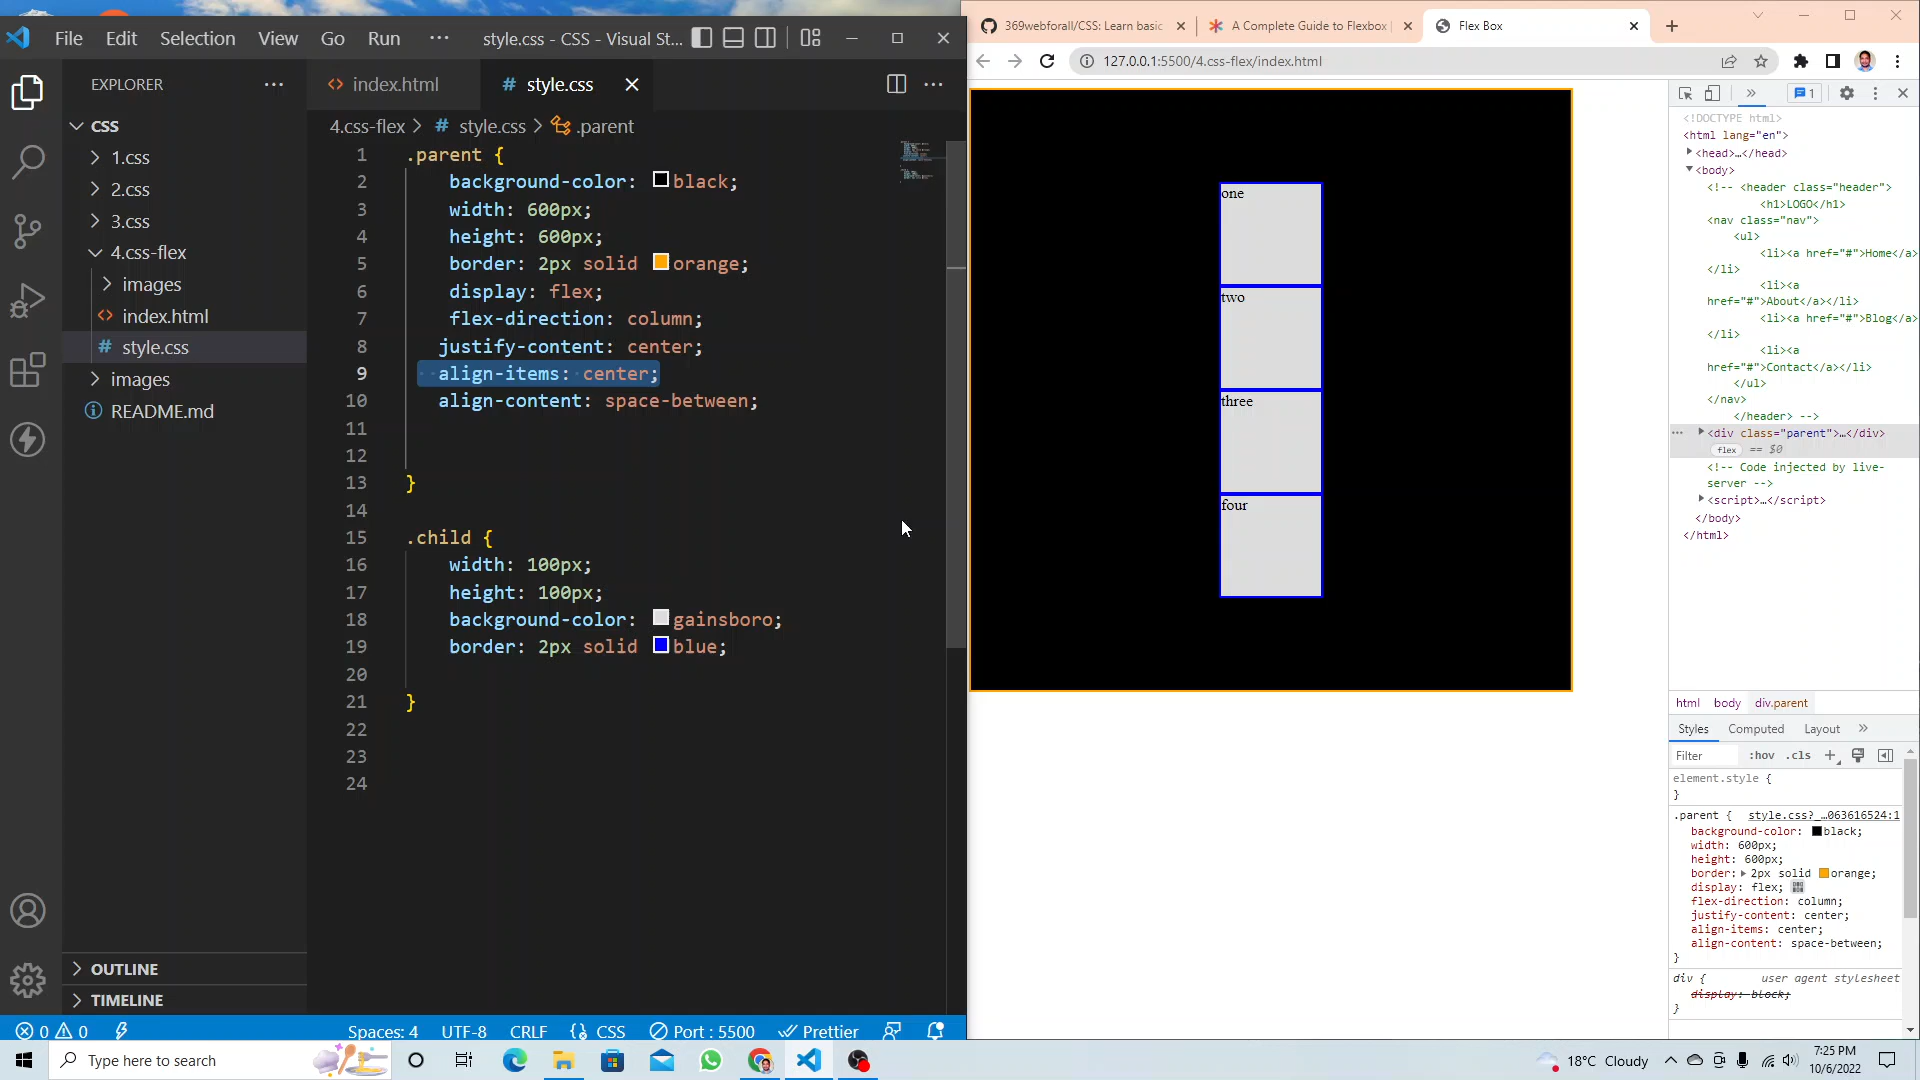 File Edit Selection View Go Run ··· style.css - CSS - Visual St...
EXPLORER ···
CSS
1.css
2.css
3.css
4.css-flex
images
index.html
style.css
images
README.md
OUTLINE
TIMELINE
<> index.html
# style.css
4.css-flex > # style.css > .parent
1 .parent {
2 background-color: black;
3 width: 600px;
4 height: 600px;
5 border: 2px solid orange;
6 display: flex;
7 flex-direction: column;
8 justify-content: center;
9 align-items: center;
10 align-content: space-between;
11
12
13 }
14
15 .child {
16 width: 100px;
17 height: 100px;
18 background-color: gainsboro;
19 border: 2px solid blue;
20
21 }
22
23
24
0 0 Spaces: 4 UTF-8 CRLF {} CSS Port : 5500 Prettier
369webforall/CSS: Learn basic
A Complete Guide to Flexbox
Flex Box
127.0.0.1:5500/4.css-flex/index.html
one
two
three
four
1
<!DOCTYPE html>
<html lang="en">
<head>…</head>
<body>
<!-- <header class="header">
<h1>LOGO</h1>
<nav class="nav">
<ul>
<li><a href="#">Home</a>
</li>
<li><a
href="#">About</a></li>
<li><a href="#">Blog</a>
</li>
<li><a
href="#">Contact</a></li>
</ul>
</nav>
</header> -->
<div class="parent">…</div>
flex == $0
<!-- Code injected by live-
server -->
<script>…</script>
</body>
</html>
html body div.parent
Styles Computed Layout »
Filter :hov .cls +
element.style {
}
.parent { style.css?_…063616524:1
background-color: black;
width: 600px;
height: 600px;
border: 2px solid orange;
display: flex;
flex-direction: column;
justify-content: center;
align-items: center;
align-content: space-between;
}
div { user agent stylesheet
display: block;
}
Type here to search
18°C Cloudy
7:25 PM
10/6/2022